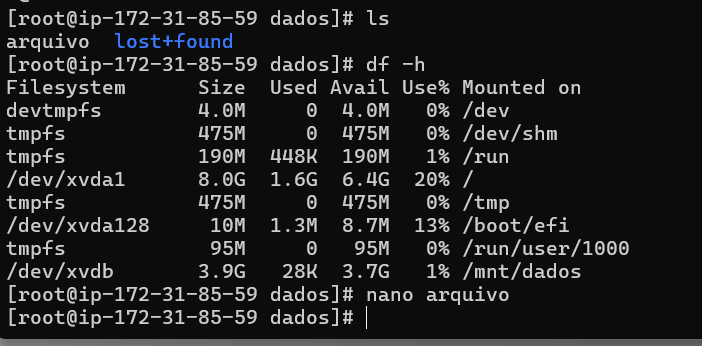 [root@ip-172-31-85-59 dados]# ls
arquivo  lost+found
[root@ip-172-31-85-59 dados]# df -h
Filesystem      Size  Used Avail Use% Mounted on
devtmpfs        4.0M     0  4.0M   0% /dev
tmpfs           475M     0  475M   0% /dev/shm
tmpfs           190M  448K  190M   1% /run
/dev/xvda1      8.0G  1.6G  6.4G  20% /
tmpfs           475M     0  475M   0% /tmp
/dev/xvda128     10M  1.3M  8.7M  13% /boot/efi
tmpfs            95M     0   95M   0% /run/user/1000
/dev/xvdb       3.9G   28K  3.7G   1% /mnt/dados
[root@ip-172-31-85-59 dados]# nano arquivo
[root@ip-172-31-85-59 dados]#